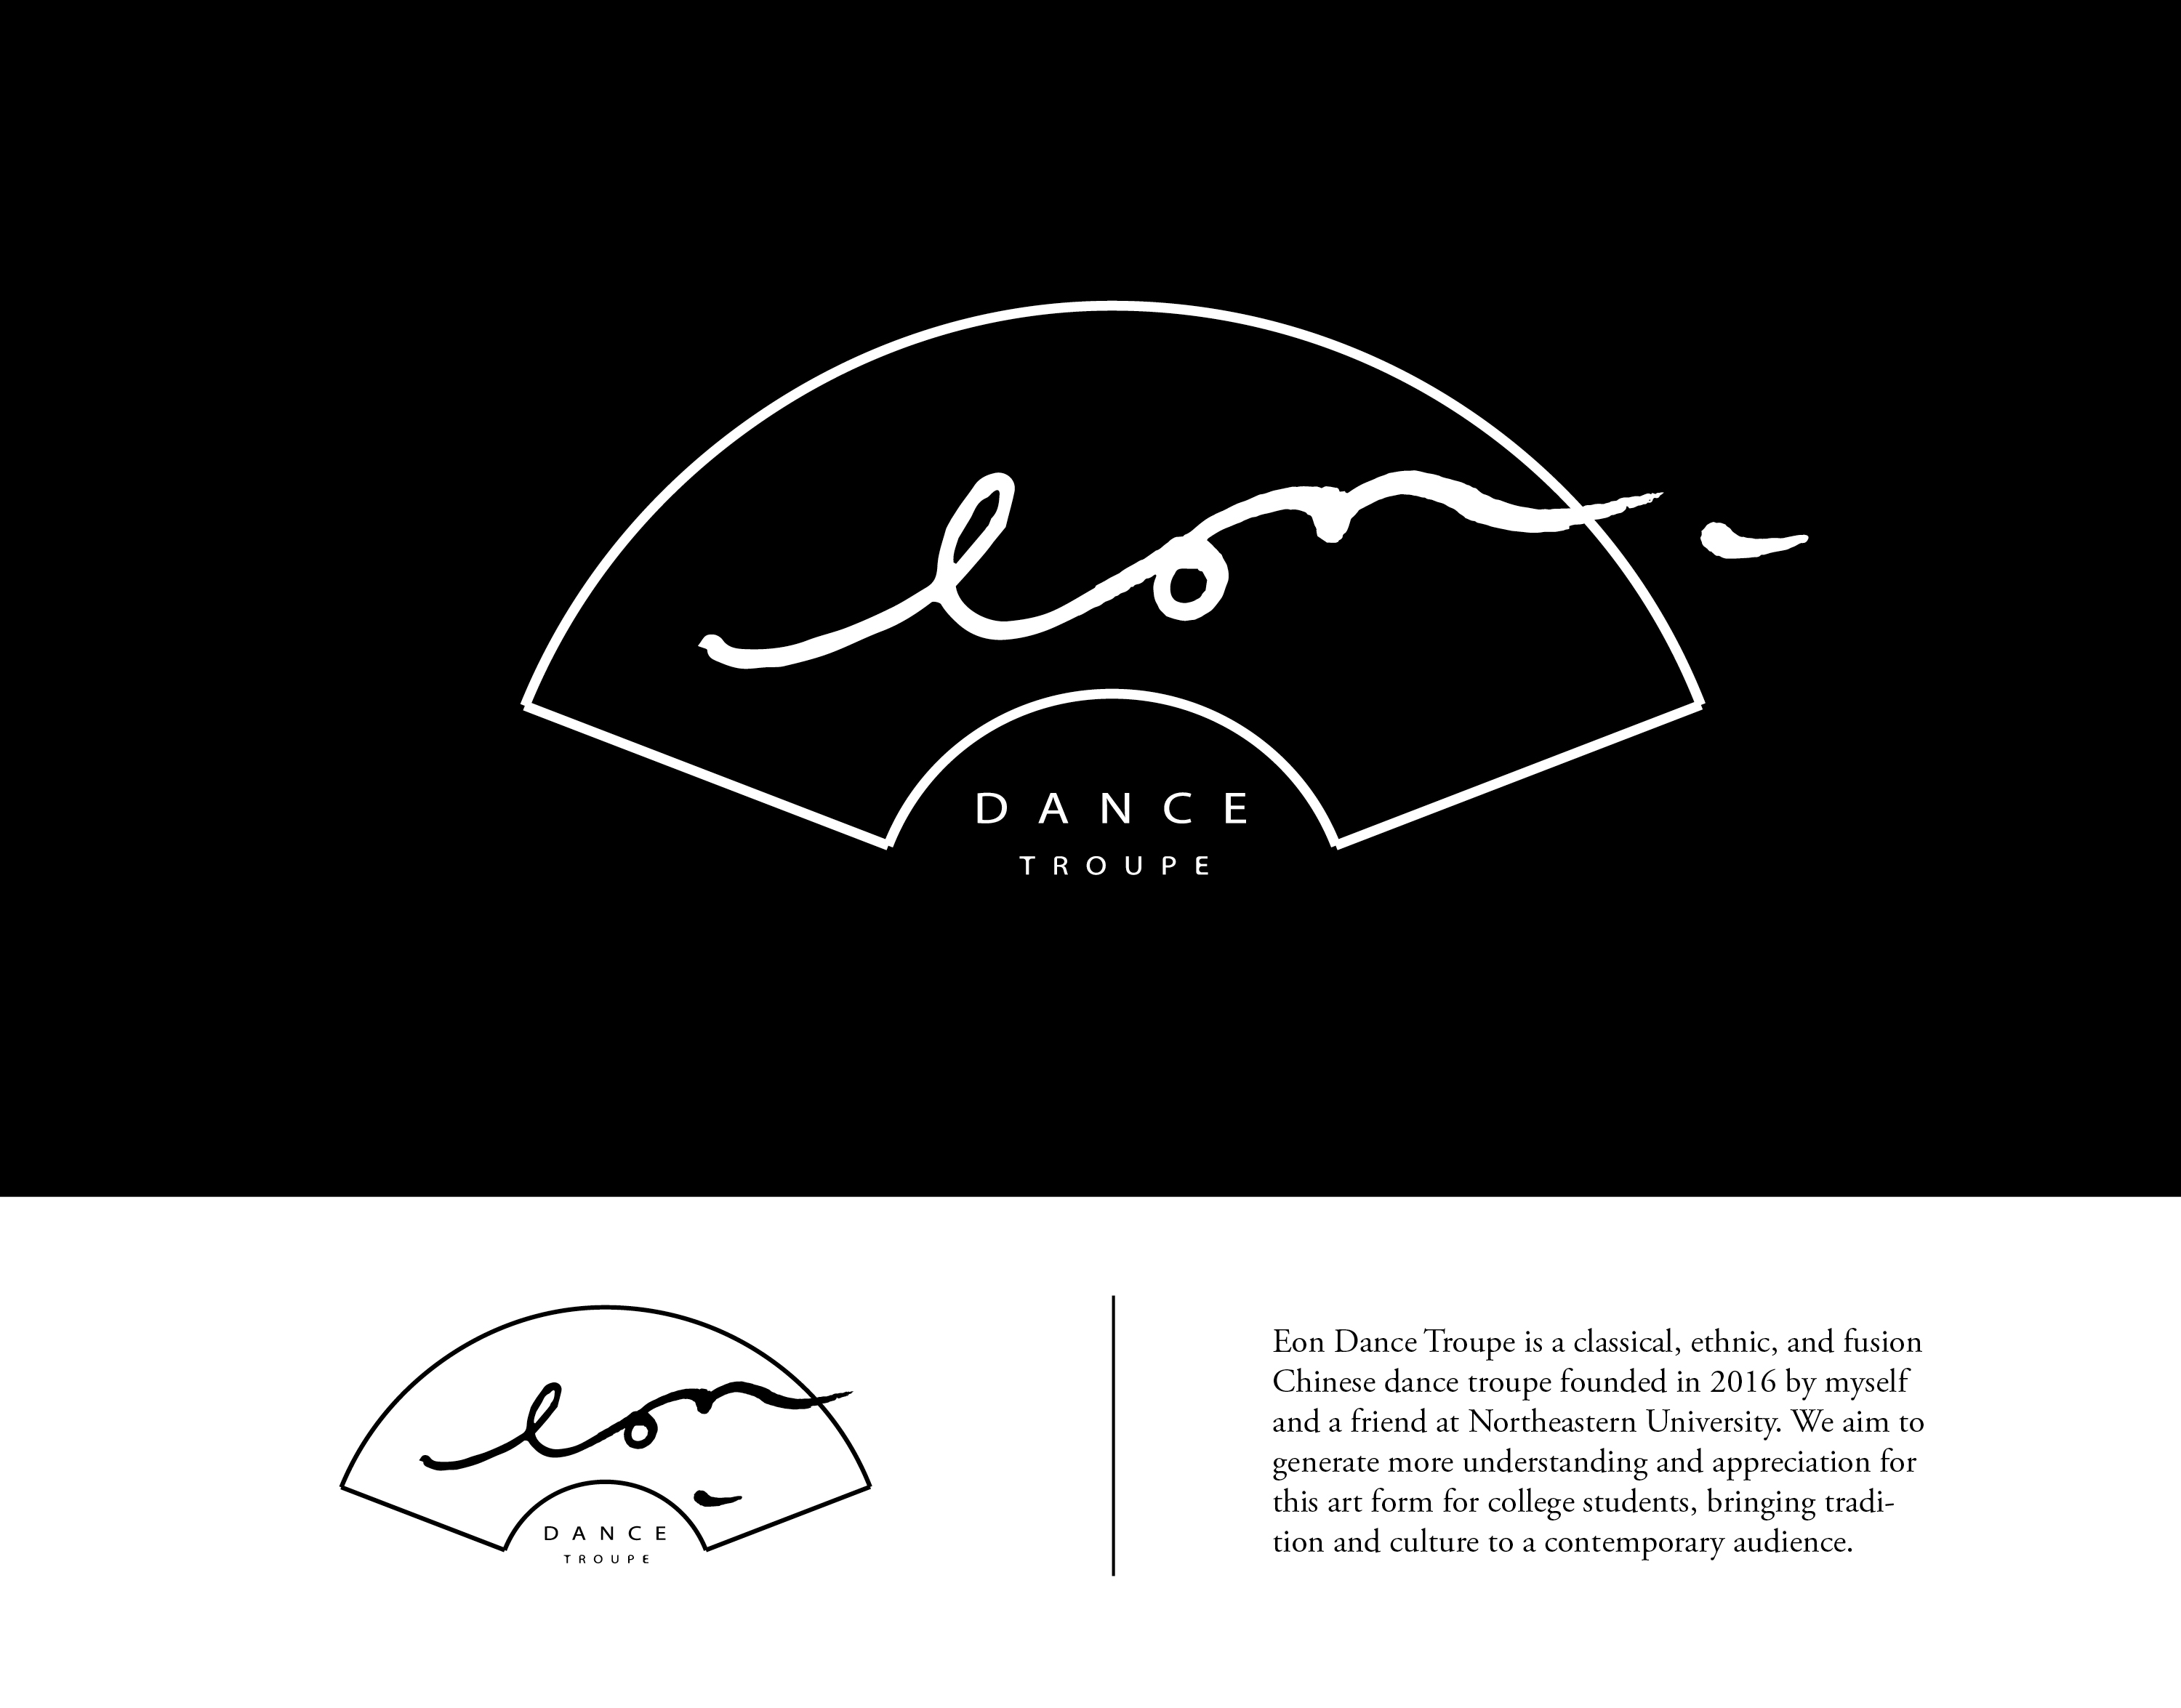 eon
DANCE
TROUPE
eon
DANCE
TROUPE
Eon Dance Troupe is a classical, ethnic, and fusion
Chinese dance troupe founded in 2016 by myself
and a friend at Northeastern University. We aim to
generate more understanding and appreciation for
this art form for college students, bringing tradi-
tion and culture to a contemporary audience.